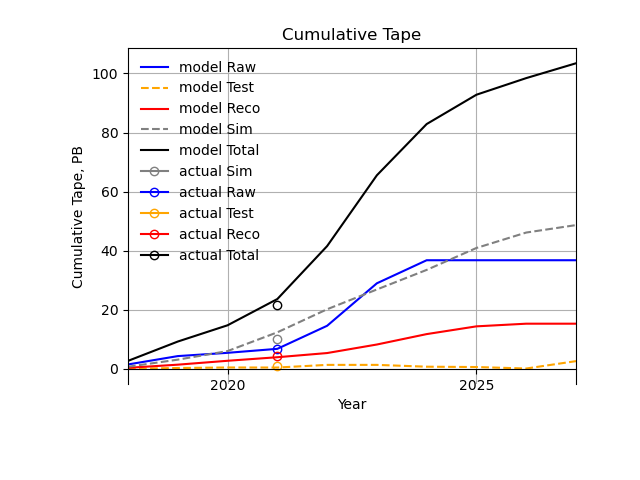 Cumulative Tape
Cumulative Tape, PB
100
80
60
40
20
0
model Raw
model Test
model Reco
model Sim
model Total
actual Sim
actual Raw
actual Test
actual Reco
actual Total
2020
2025
Year